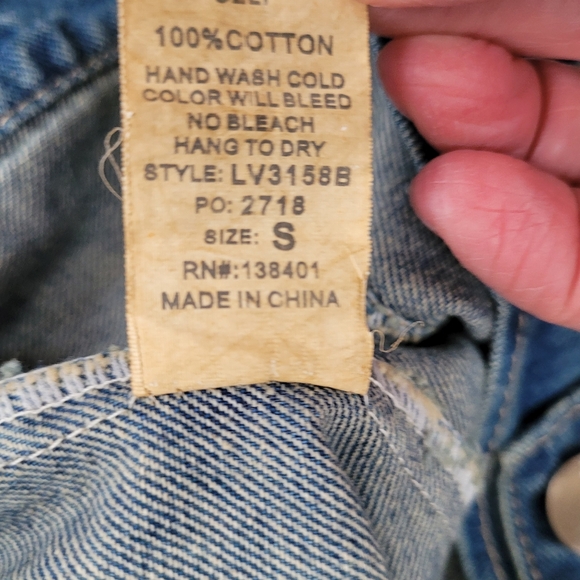 100% COTTON
HAND WASH COLD
COLOR WILL BLEED
NO BLEACH
HANG TO DRY
STYLE: LV3158B
PO: 2718
SIZE: S
RN#:138401
MADE IN CHINA